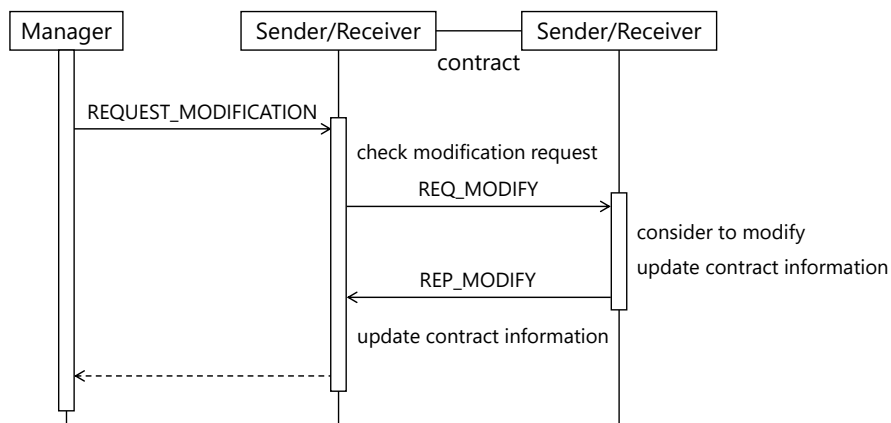 Manager
Sender/Receiver
Sender/Receiver
contract
REQUEST_MODIFICATION
check modification request
REQ_MODIFY
consider to modify
update contract information
REP_MODIFY
update contract information